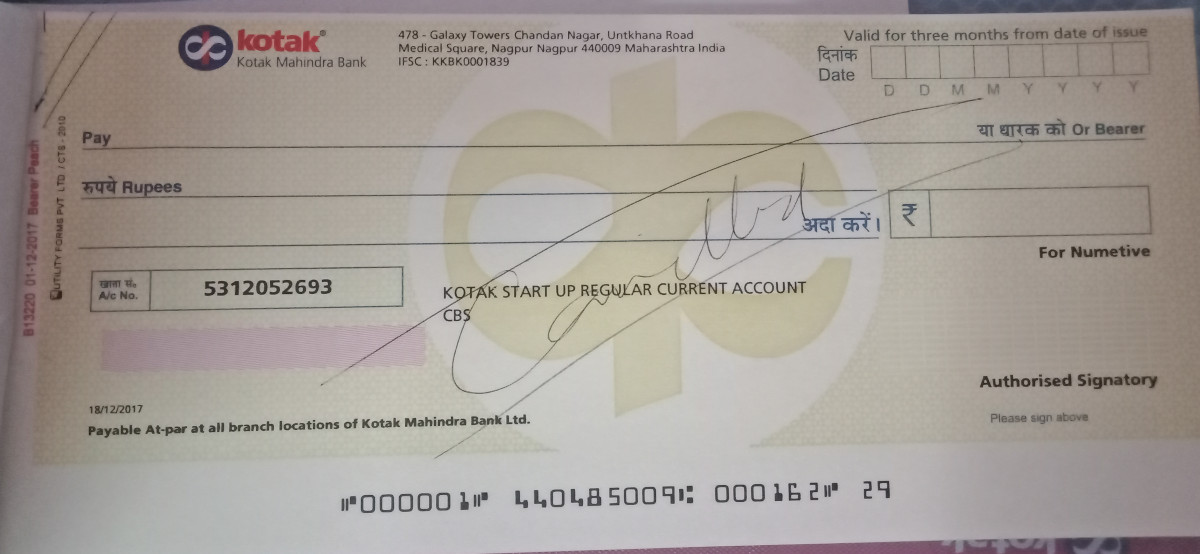 kotak®
Kotak Mahindra Bank
478 - Galaxy Towers Chandan Nagar, Untkhana Road
Medical Square, Nagpur Nagpur 440009 Maharashtra India
IFSC : KKBK0001839
Valid for three months from date of issue
दिनांक
Date
D D M M Y Y Y Y
Pay
या धारक को Or Bearer
रुपये Rupees
अदा करें।
₹
For Numetive
खाता सं.
A/c No.
5312052693
KOTAK START UP REGULAR CURRENT ACCOUNT
CBS
Cancelled
Authorised Signatory
Please sign above
18/12/2017
Payable At-par at all branch locations of Kotak Mahindra Bank Ltd.
⑈000001⑈ 440485009⑆ 000162⑈ 29
B13220 01-12-2017 Bearer Peach
UTILITY FORMS PVT. LTD. / CTS - 2010
kotak